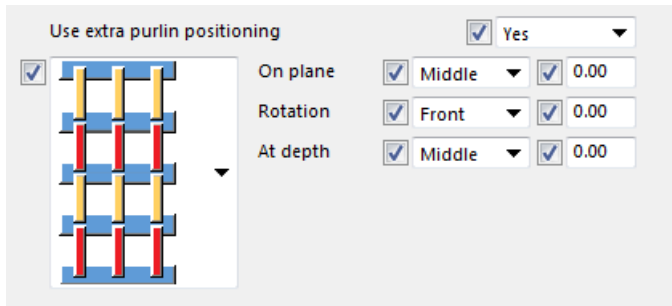 Use extra purlin positioning Yes
On plane Middle 0.00
Rotation Front 0.00
At depth Middle 0.00